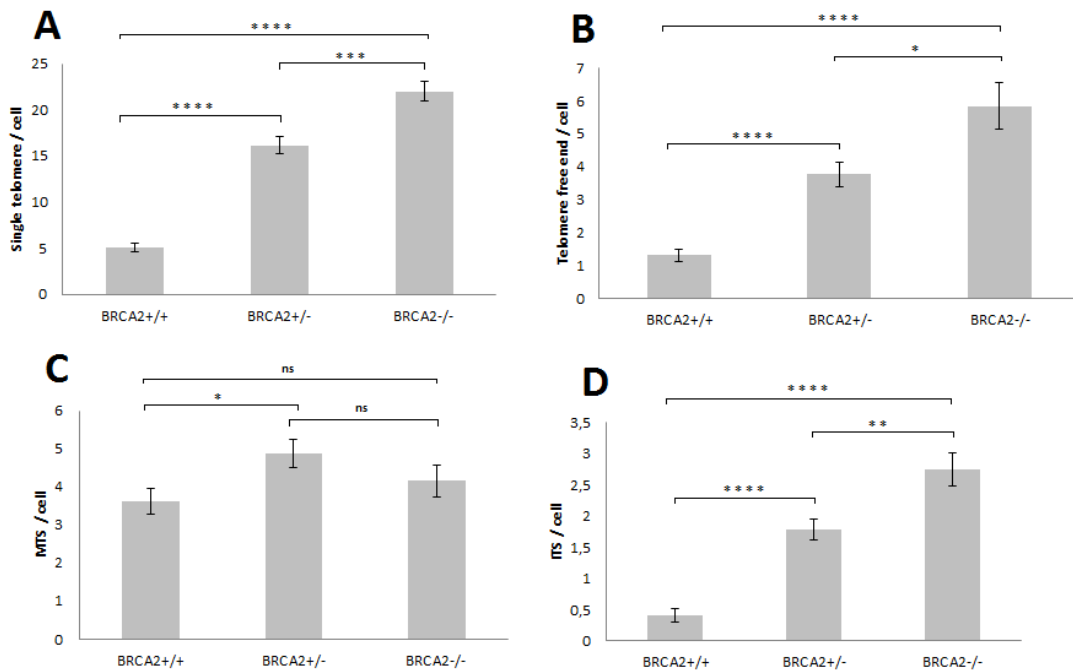 A
****
***
****
Single telomere / cell
25
20
15
10
5
0
BRCA2+/+ BRCA2+/- BRCA2-/-
B
****
*
****
Telomere free end / cell
7
6
5
4
3
2
1
0
BRCA2+/+ BRCA2+/- BRCA2-/-
C
ns
*
ns
MTS / cell
6
5
4
3
2
1
0
BRCA2+/+ BRCA2+/- BRCA2-/-
D
****
**
****
ITS / cell
3,5
3
2,5
2
1,5
1
0,5
0
BRCA2+/+ BRCA2+/- BRCA2-/-